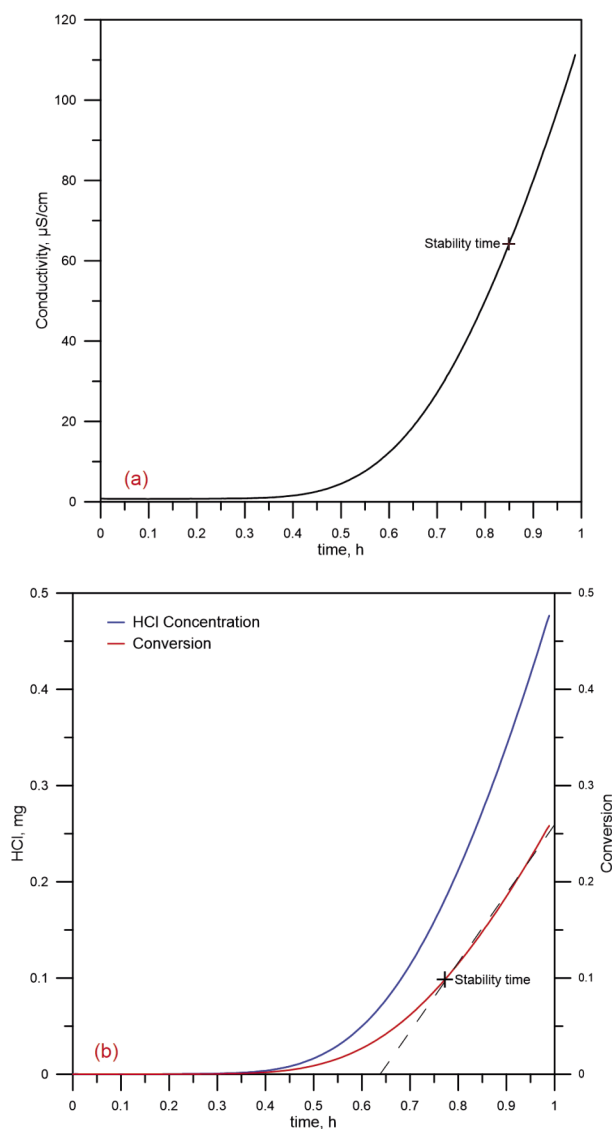 120
100
80
60
40
20
0
Conductivity, µS/cm
Stability time
(a)
0 0.1 0.2 0.3 0.4 0.5 0.6 0.7 0.8 0.9 1
time, h
0.5
0.4
0.3
0.2
0.1
0
HCl, mg
HCl Concentration
Conversion
0.5
0.4
0.3
0.2
0.1
0
Conversion
Stability time
(b)
0 0.1 0.2 0.3 0.4 0.5 0.6 0.7 0.8 0.9 1
time, h